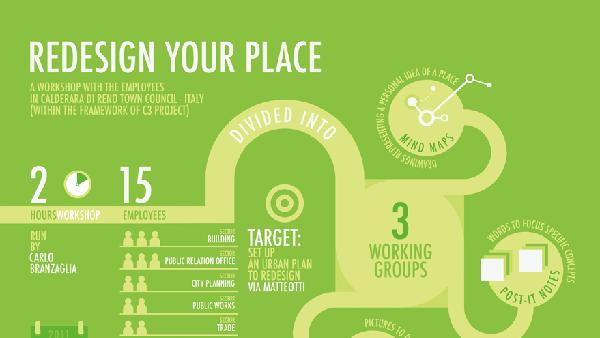 REDESIGN YOUR PLACE
A WORKSHOP WITH THE EMPLOYEES
IN CALDERARA DI RENO TOWN COUNCIL - ITALY
(WITHIN THE FRAMEWORK OF C3 PROJECT)
2
HOURSWORKSHOP
15
EMPLOYEES
RUN
BY
CARLO
BRANZAGLIA
2011
SECTOR
BUILDING
SECTOR
PUBLIC RELATION OFFICE
SECTOR
CITY PLANNING
SECTOR
PUBLIC WORKS
SECTOR
TRADE
DIVIDED INTO
TARGET:
SET UP
AN URBAN PLAN
TO REDESIGN
VIA MATTEOTTI
3
WORKING
GROUPS
DRAWINGS REPRESENTING A PERSONAL IDEA OF A PLACE
MIND MAPS
WORDS TO FOCUS SPECIFIC CONCEPTS
POST-IT NOTES
PICTURES TO